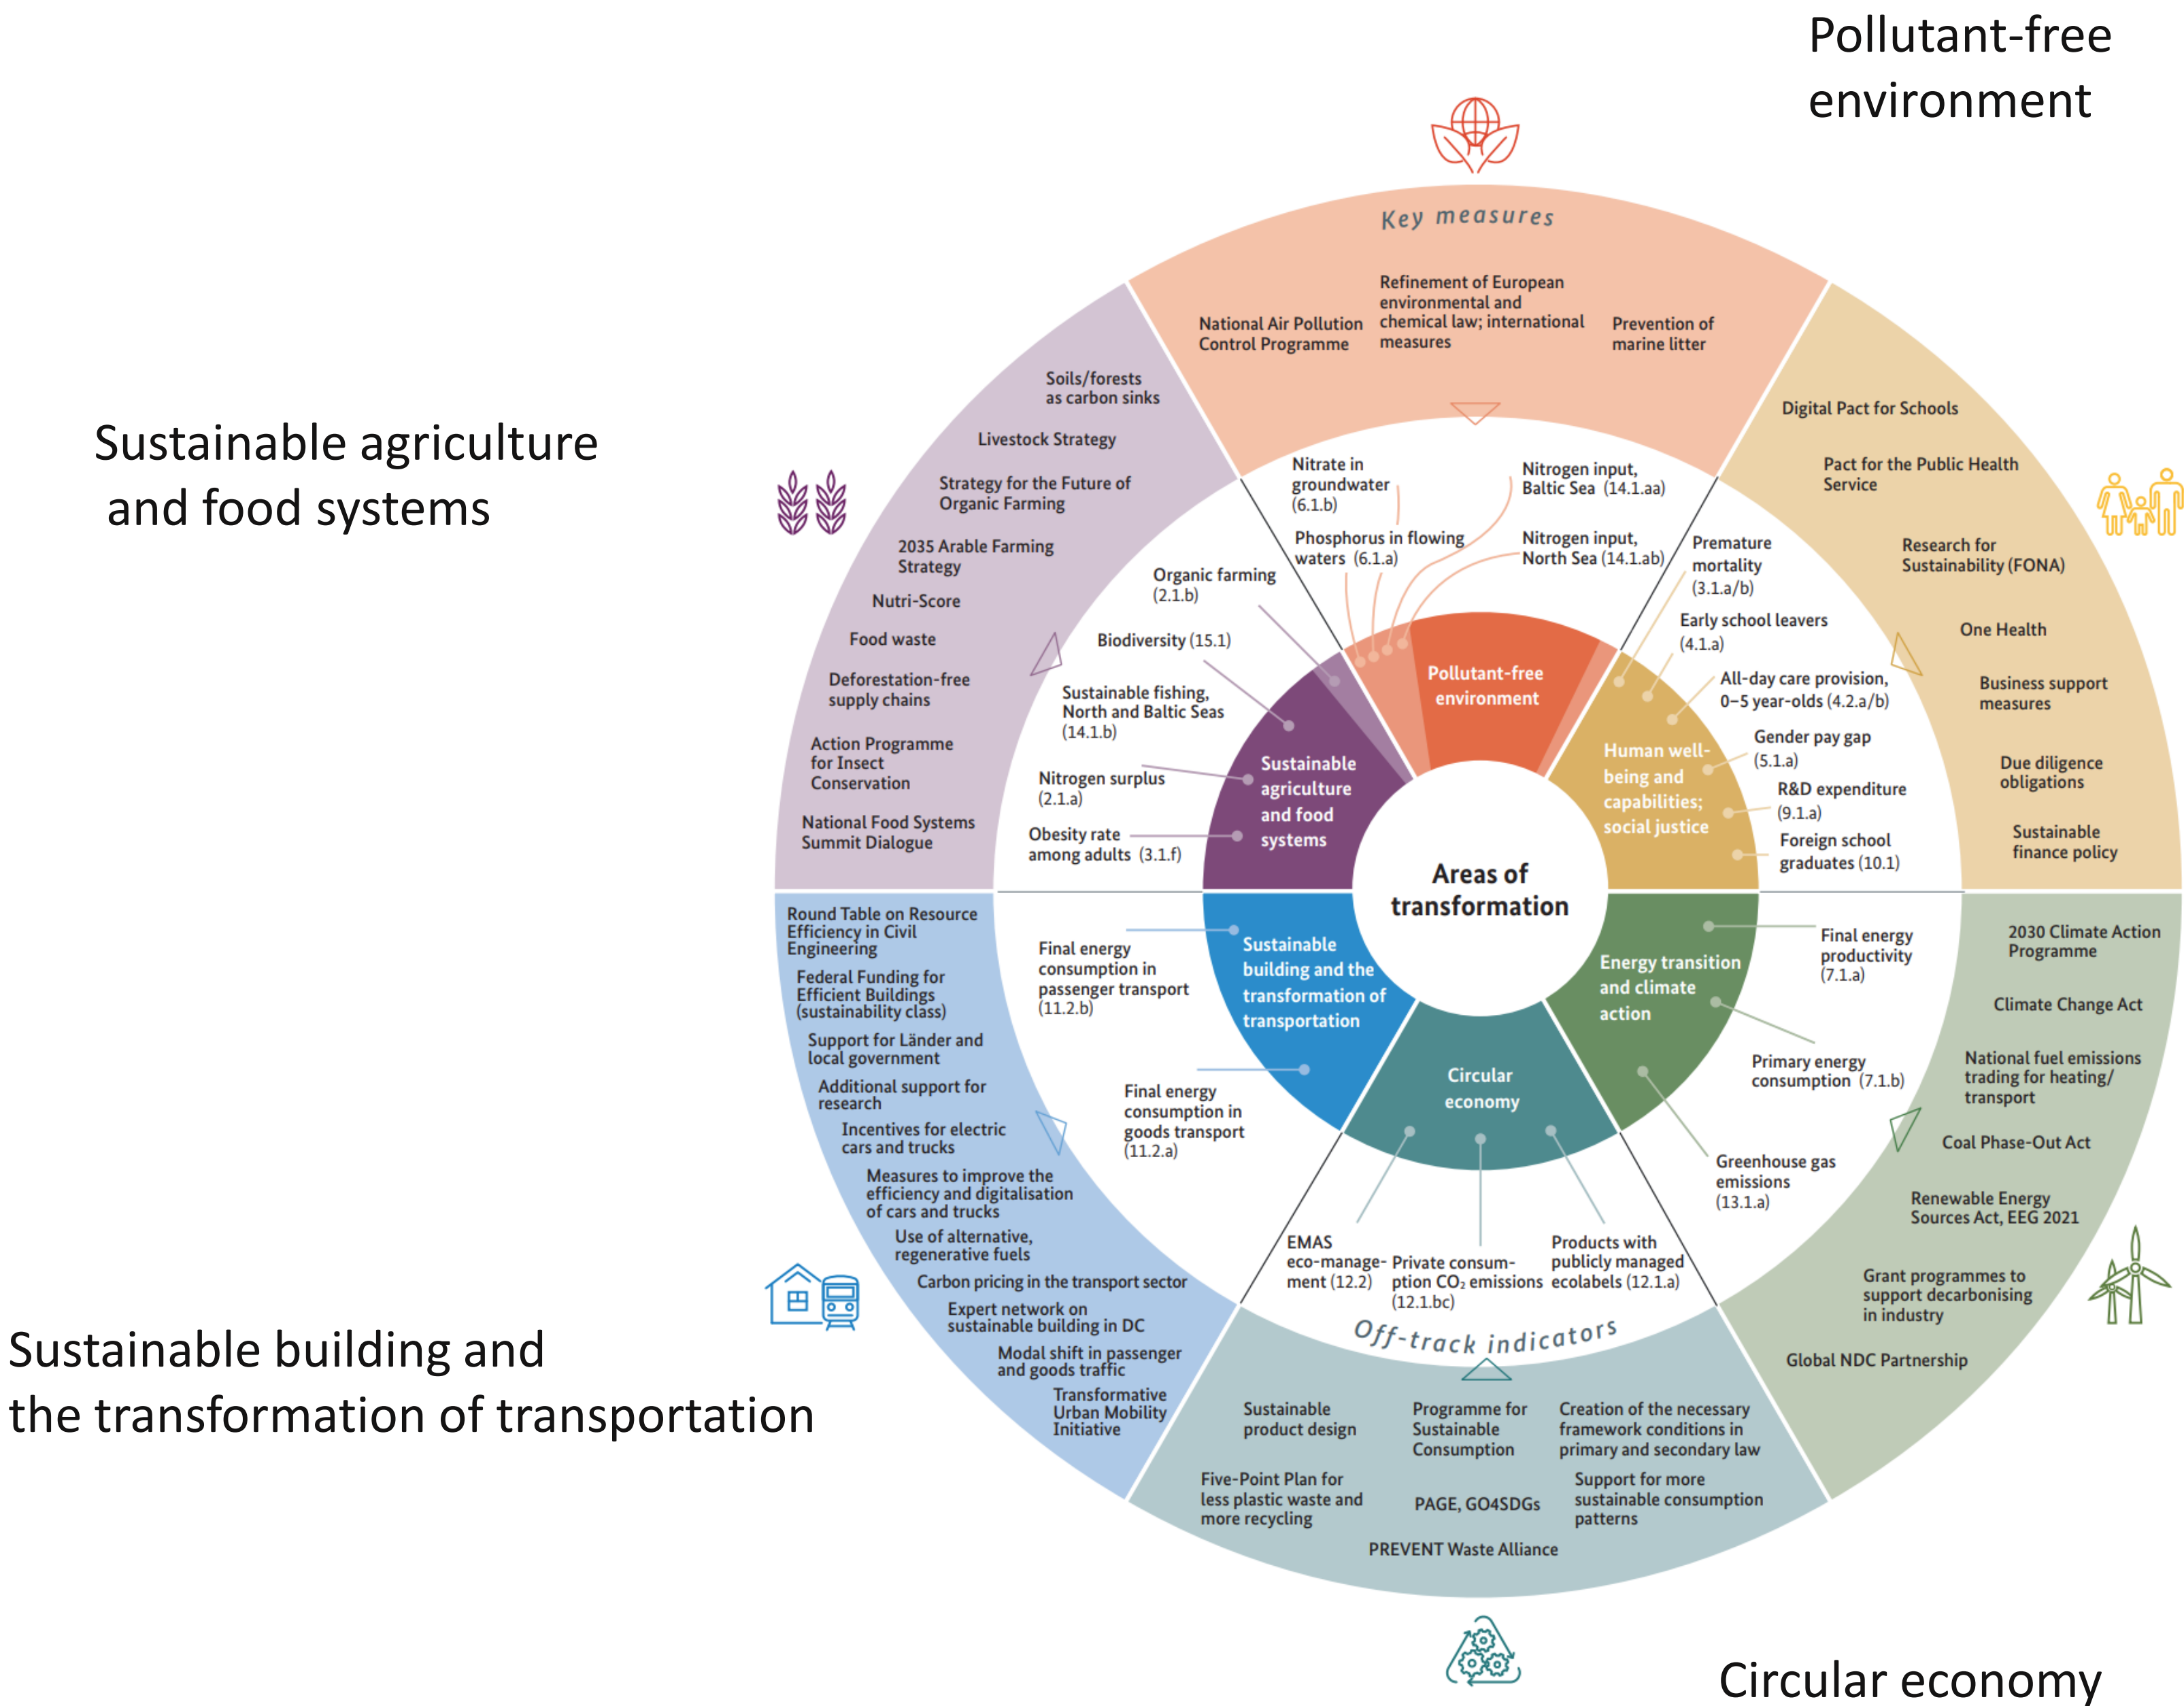 Pollutant-free
environment
Sustainable agriculture
and food systems
Sustainable building and
the transformation of transportation
Circular economy
Key measures
National Air Pollution
Control Programme
Refinement of European
environmental and
chemical law; international
measures
Prevention of
marine litter
Digital Pact for Schools
Pact for the Public Health
Service
Research for
Sustainability (FONA)
One Health
Business support
measures
Due diligence
obligations
Sustainable
finance policy
2030 Climate Action
Programme
Climate Change Act
National fuel emissions
trading for heating/
transport
Coal Phase-Out Act
Renewable Energy
Sources Act, EEG 2021
Grant programmes to
support decarbonising
in industry
Global NDC Partnership
Sustainable
product design
Programme for
Sustainable
Consumption
Creation of the necessary
framework conditions in
primary and secondary law
Five-Point Plan for
less plastic waste and
more recycling
PAGE, GO4SDGs
Support for more
sustainable consumption
patterns
PREVENT Waste Alliance
Round Table on Resource
Efficiency in Civil
Engineering
Federal Funding for
Efficient Buildings
(sustainability class)
Support for Länder and
local government
Additional support for
research
Incentives for electric
cars and trucks
Measures to improve the
efficiency and digitalisation
of cars and trucks
Use of alternative,
regenerative fuels
Carbon pricing in the transport sector
Expert network on
sustainable building in DC
Modal shift in passenger
and goods traffic
Transformative
Urban Mobility
Initiative
Soils/forests
as carbon sinks
Livestock Strategy
Strategy for the Future of
Organic Farming
2035 Arable Farming
Strategy
Nutri-Score
Food waste
Deforestation-free
supply chains
Action Programme
for Insect
Conservation
National Food Systems
Summit Dialogue
Nitrate in
groundwater
(6.1.b)
Phosphorus in flowing
waters (6.1.a)
Nitrogen input,
Baltic Sea (14.1.aa)
Nitrogen input,
North Sea (14.1.ab)
Premature
mortality
(3.1.a/b)
Early school leavers
(4.1.a)
All-day care provision,
0–5 year-olds (4.2.a/b)
Gender pay gap
(5.1.a)
R&D expenditure
(9.1.a)
Foreign school
graduates (10.1)
Final energy
productivity
(7.1.a)
Primary energy
consumption (7.1.b)
Greenhouse gas
emissions
(13.1.a)
EMAS
eco-manage-
ment (12.2)
Private consum-
ption CO₂ emissions
(12.1.bc)
Products with
publicly managed
ecolabels (12.1.a)
Off-track indicators
Final energy
consumption in
passenger transport
(11.2.b)
Final energy
consumption in
goods transport
(11.2.a)
Organic farming
(2.1.b)
Biodiversity (15.1)
Sustainable fishing,
North and Baltic Seas
(14.1.b)
Nitrogen surplus
(2.1.a)
Obesity rate
among adults (3.1.f)
Pollutant-free
environment
Human well-
being and
capabilities;
social justice
Energy transition
and climate
action
Circular
economy
Sustainable
building and the
transformation of
transportation
Sustainable
agriculture
and food
systems
Areas of
transformation